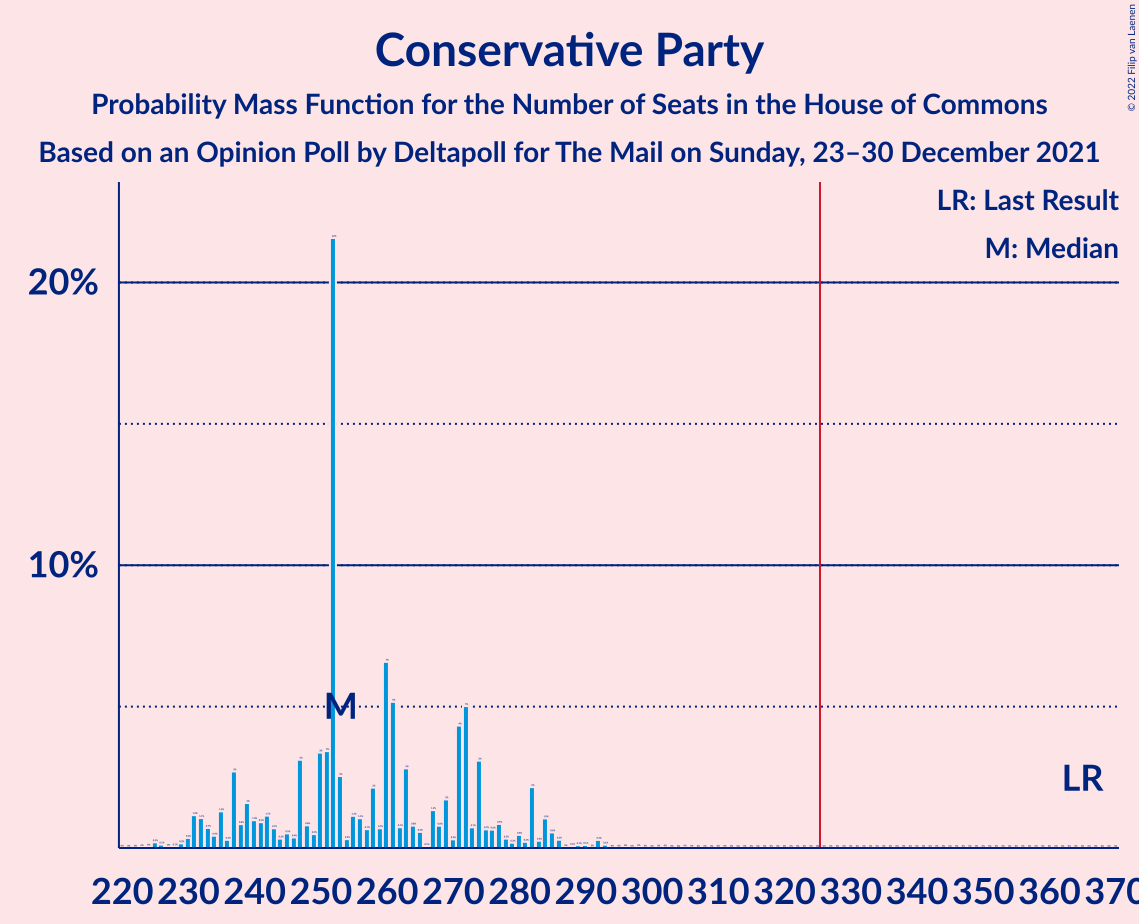 Conservative Party
Probability Mass Function for the Number of Seats in the House of Commons
Based on an Opinion Poll by Deltapoll for The Mail on Sunday, 23–30 December 2021
© 2022 Filip van Laenen
LR: Last Result
M: Median
20%
10%
M
LR
220 230 240 250 260 270 280 290 300 310 320 330 340 350 360 370